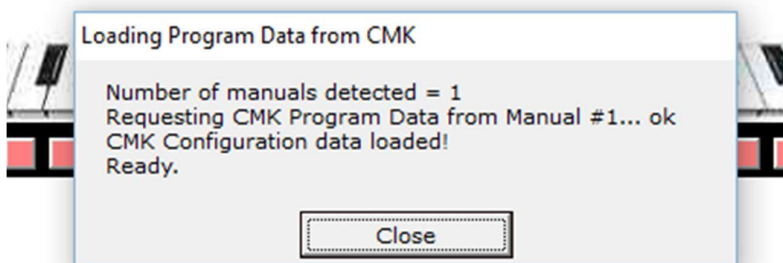 Loading Program Data from CMK
Number of manuals detected = 1
Requesting CMK Program Data from Manual #1... ok
CMK Configuration data loaded!
Ready.
Close